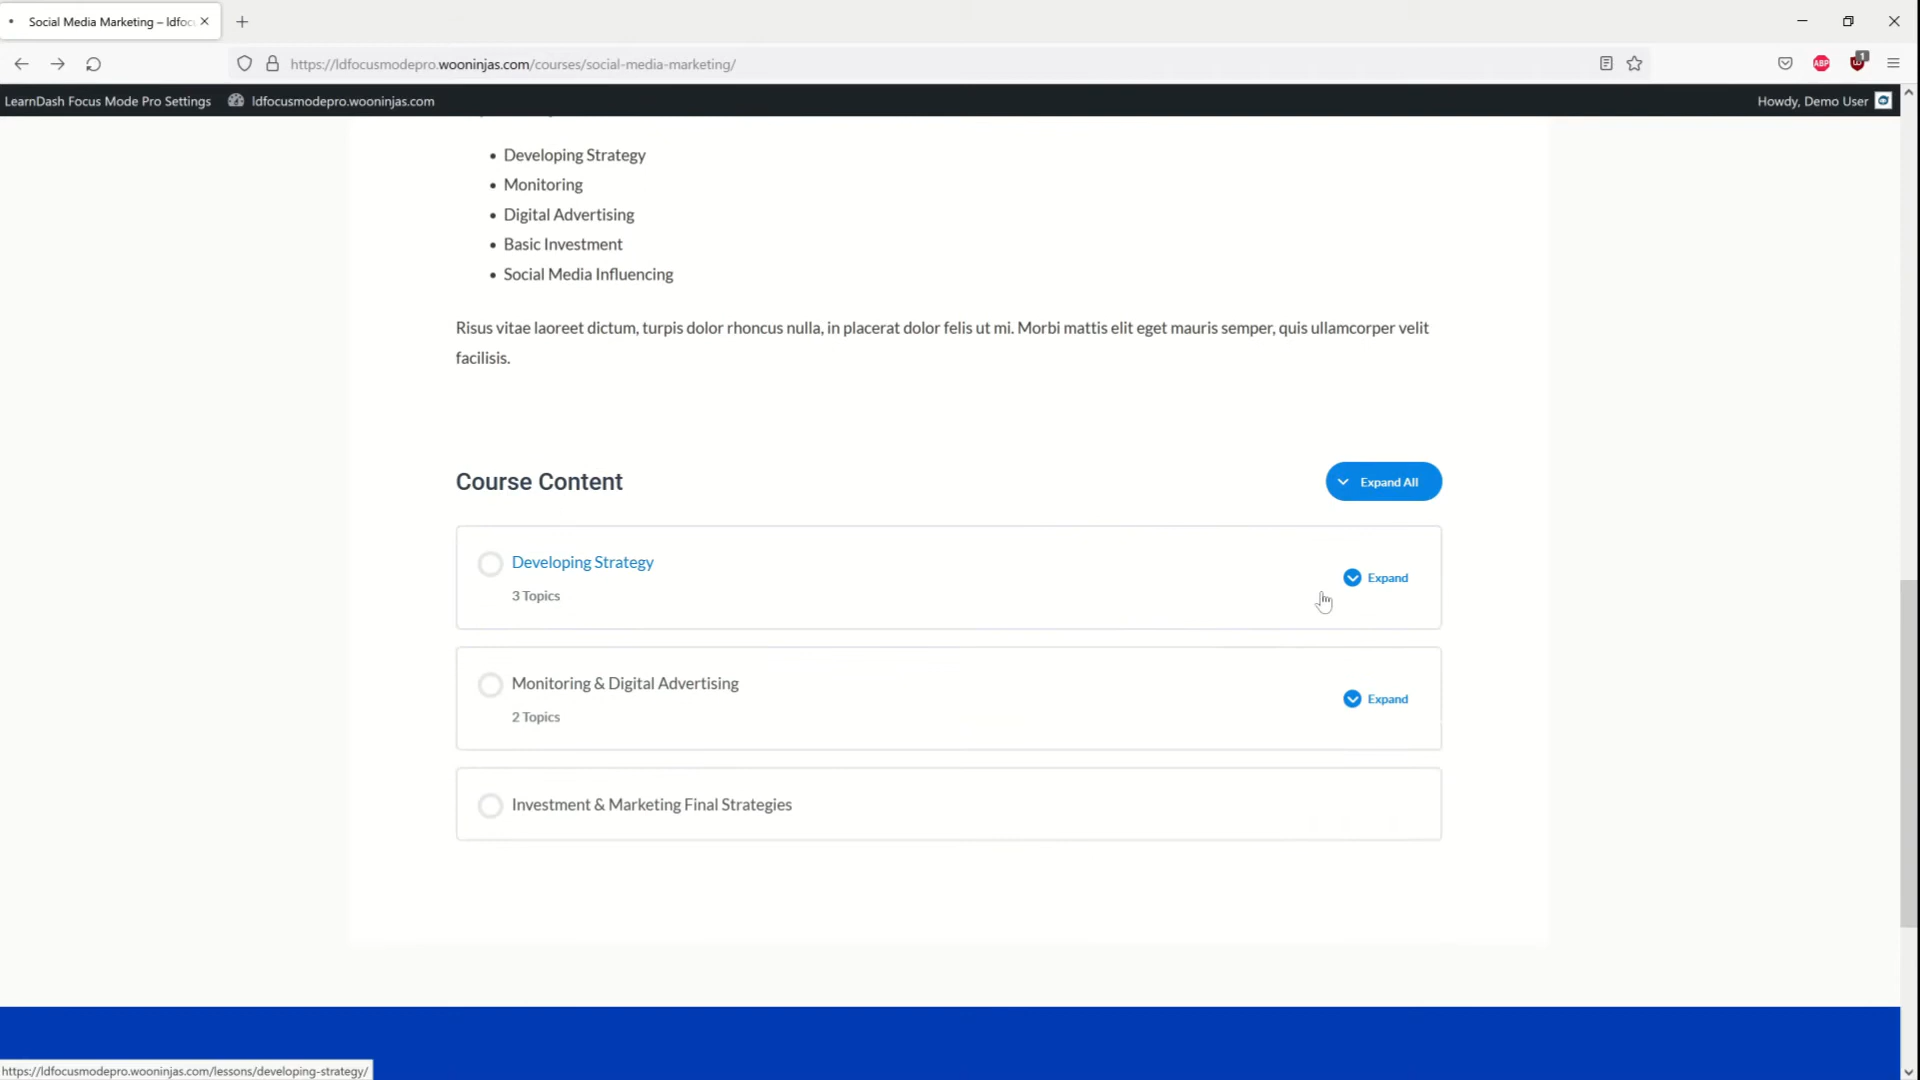 Social Media Marketing – ldfoc
https://ldfocusmodepro.wooninjas.com/courses/social-media-marketing/
ABP
1
LearnDash Focus Mode Pro Settings
ldfocusmodepro.wooninjas.com
Howdy, Demo User
Developing Strategy
Monitoring
Digital Advertising
Basic Investment
Social Media Influencing
Risus vitae laoreet dictum, turpis dolor rhoncus nulla, in placerat dolor felis ut mi. Morbi mattis elit eget mauris semper, quis ullamcorper velit
facilisis.
Course Content
Expand All
Developing Strategy
3 Topics
Expand
Monitoring & Digital Advertising
2 Topics
Expand
Investment & Marketing Final Strategies
https://ldfocusmodepro.wooninjas.com/lessons/developing-strategy/